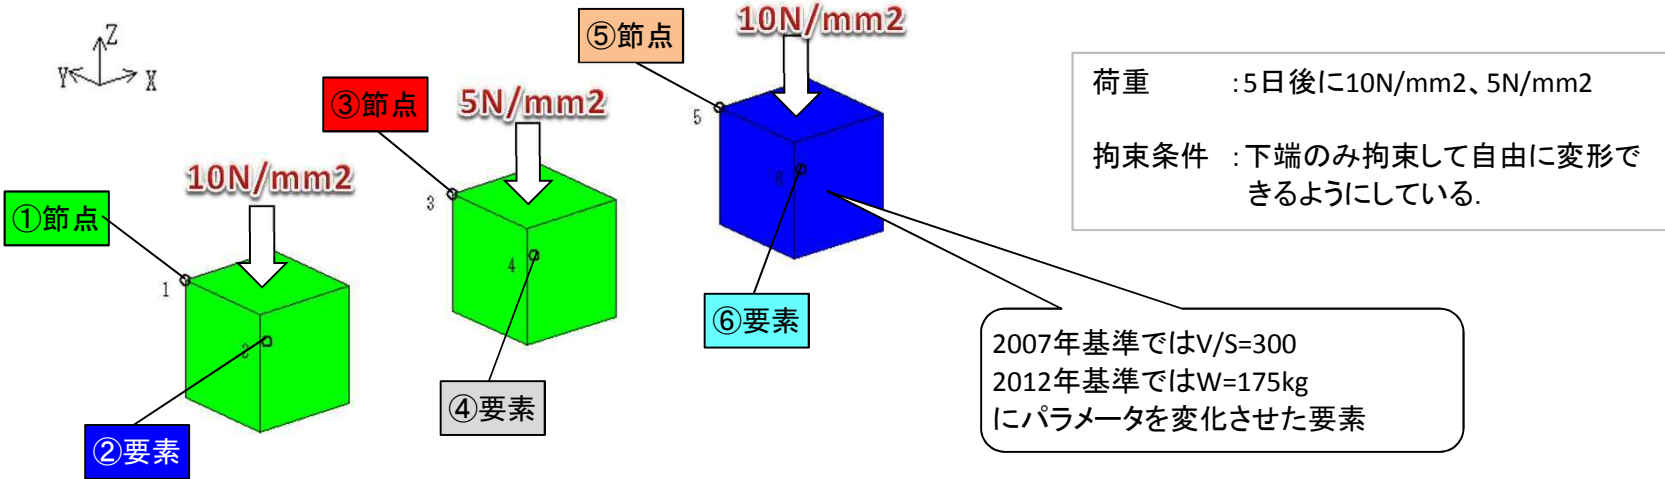 Z
Y
X
①節点
10N/mm2
1
2
②要素
③節点
5N/mm2
3
4
④要素
⑤節点
10N/mm2
5
6
⑥要素
荷重 :5日後に10N/mm2、5N/mm2
拘束条件 :下端のみ拘束して自由に変形で
きるようにしている.
2007年基準ではV/S=300
2012年基準ではW=175kg
にパラメータを変化させた要素